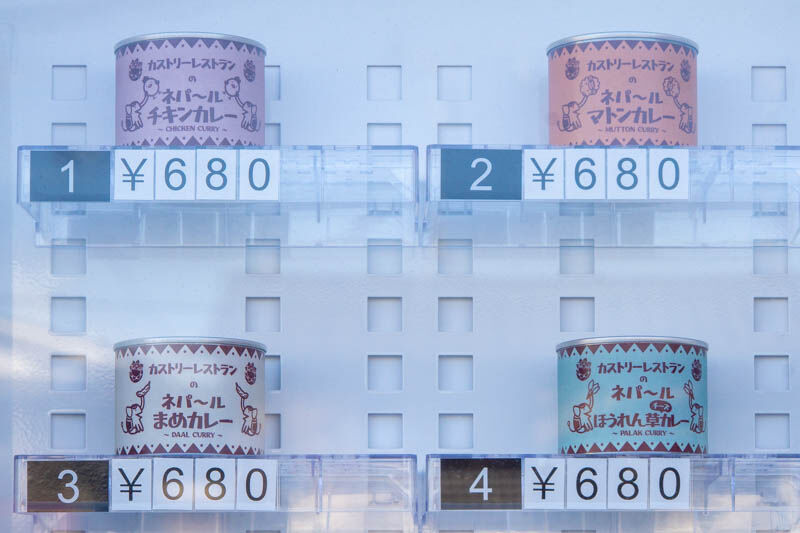 カストリーレストラン
の
ネパ〜ル
チキンカレー
〜 CHICKEN CURRY 〜
1 ¥680
カストリーレストラン
の
ネパ〜ル
マトンカレー
〜 MUTTON CURRY 〜
2 ¥680
カストリーレストラン
の
ネパ〜ル
まめカレー
〜 DAAL CURRY 〜
3 ¥680
カストリーレストラン
の
ネパ〜ル
チーズ
ほうれん草カレー
〜 PALAK CURRY 〜
4 ¥680